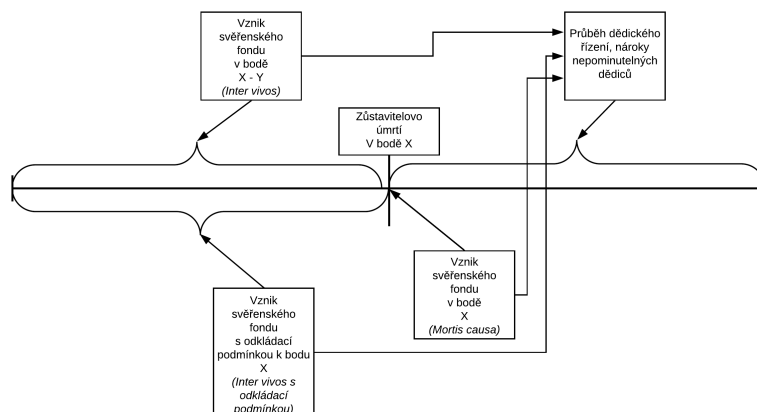 Vznik
svěřenského
fondu
v bodě
X - Y
(Inter vivos)
Průběh dědického
řízení, nároky
nepominutelných
dědiců
Zůstavitelovo
úmrtí
V bodě X
Vznik
svěřenského
fondu
v bodě
X
(Mortis causa)
Vznik
svěřenského
fondu
s odkládací
podmínkou k bodu
X
(Inter vivos s
odkládací
podmínkou)